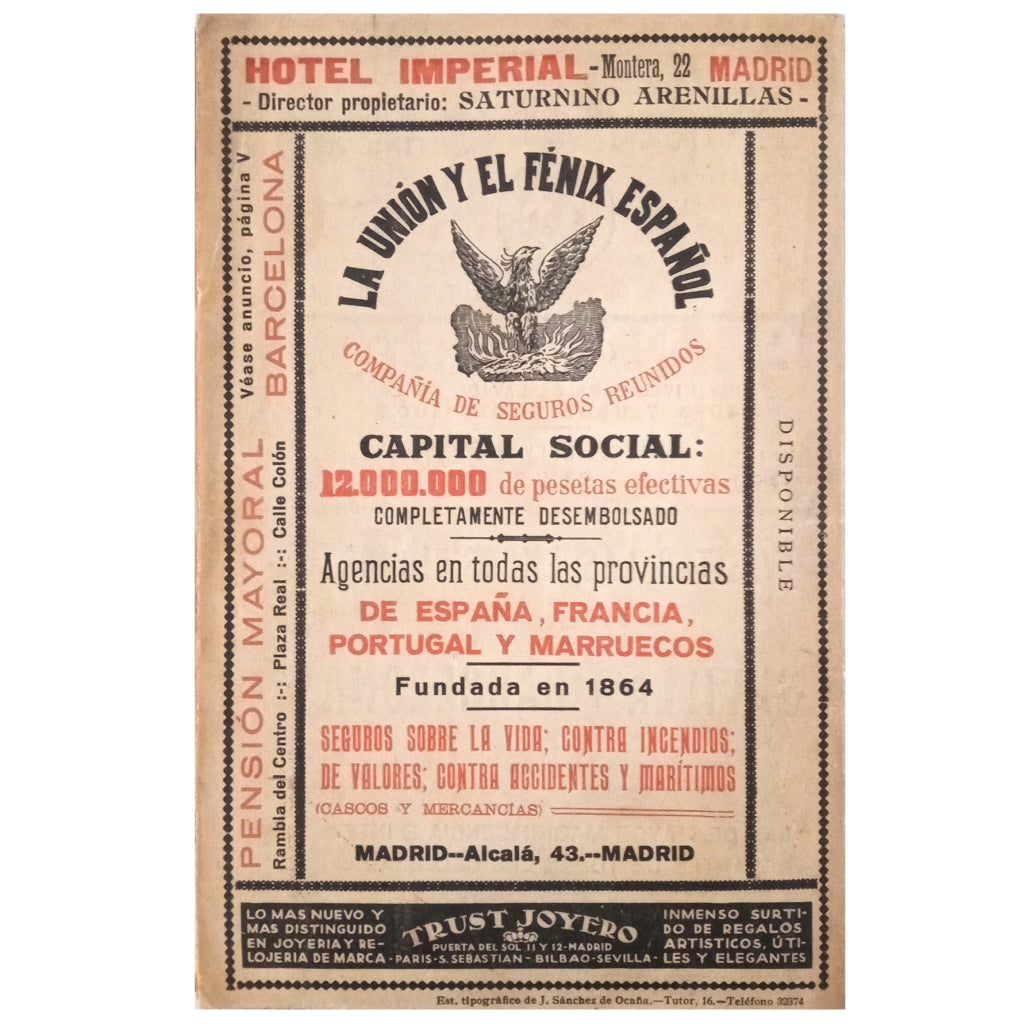 HOTEL IMPERIAL-Montera, 22 MADRID
- Director propietario: SATURNINO ARENILLAS -
Véase anuncio, página V
BARCELONA
PENSIÓN MAYORAL
Rambla del Centro :-: Plaza Real :-: Calle Colón
LA UNIÓN Y EL FÉNIX ESPAÑOL
COMPAÑÍA DE SEGUROS REUNIDOS
CAPITAL SOCIAL:
12.000.000 de pesetas efectivas
COMPLETAMENTE DESEMBOLSADO
Agencias en todas las provincias
DE ESPAÑA, FRANCIA,
PORTUGAL Y MARRUECOS
Fundada en 1864
SEGUROS SOBRE LA VIDA; CONTRA INCENDIOS;
DE VALORES; CONTRA ACCIDENTES Y MARÍTIMOS
(CASCOS Y MERCANCÍAS)
MADRID--Alcalá, 43.--MADRID
DISPONIBLE
LO MAS NUEVO Y
MAS DISTINGUIDO
EN JOYERIA Y RE-
LOJERIA DE MARCA
TRUST JOYERO
PUERTA DEL SOL 11 Y 12-MADRID
-PARIS-S.SEBASTIAN-BILBAO-SEVILLA-
INMENSO SURTI-
DO DE REGALOS
ARTISTICOS, ÚTI-
LES Y ELEGANTES
Est. tipográfico de J. Sánchez de Ocaña.—Tutor, 16.—Teléfono 32374